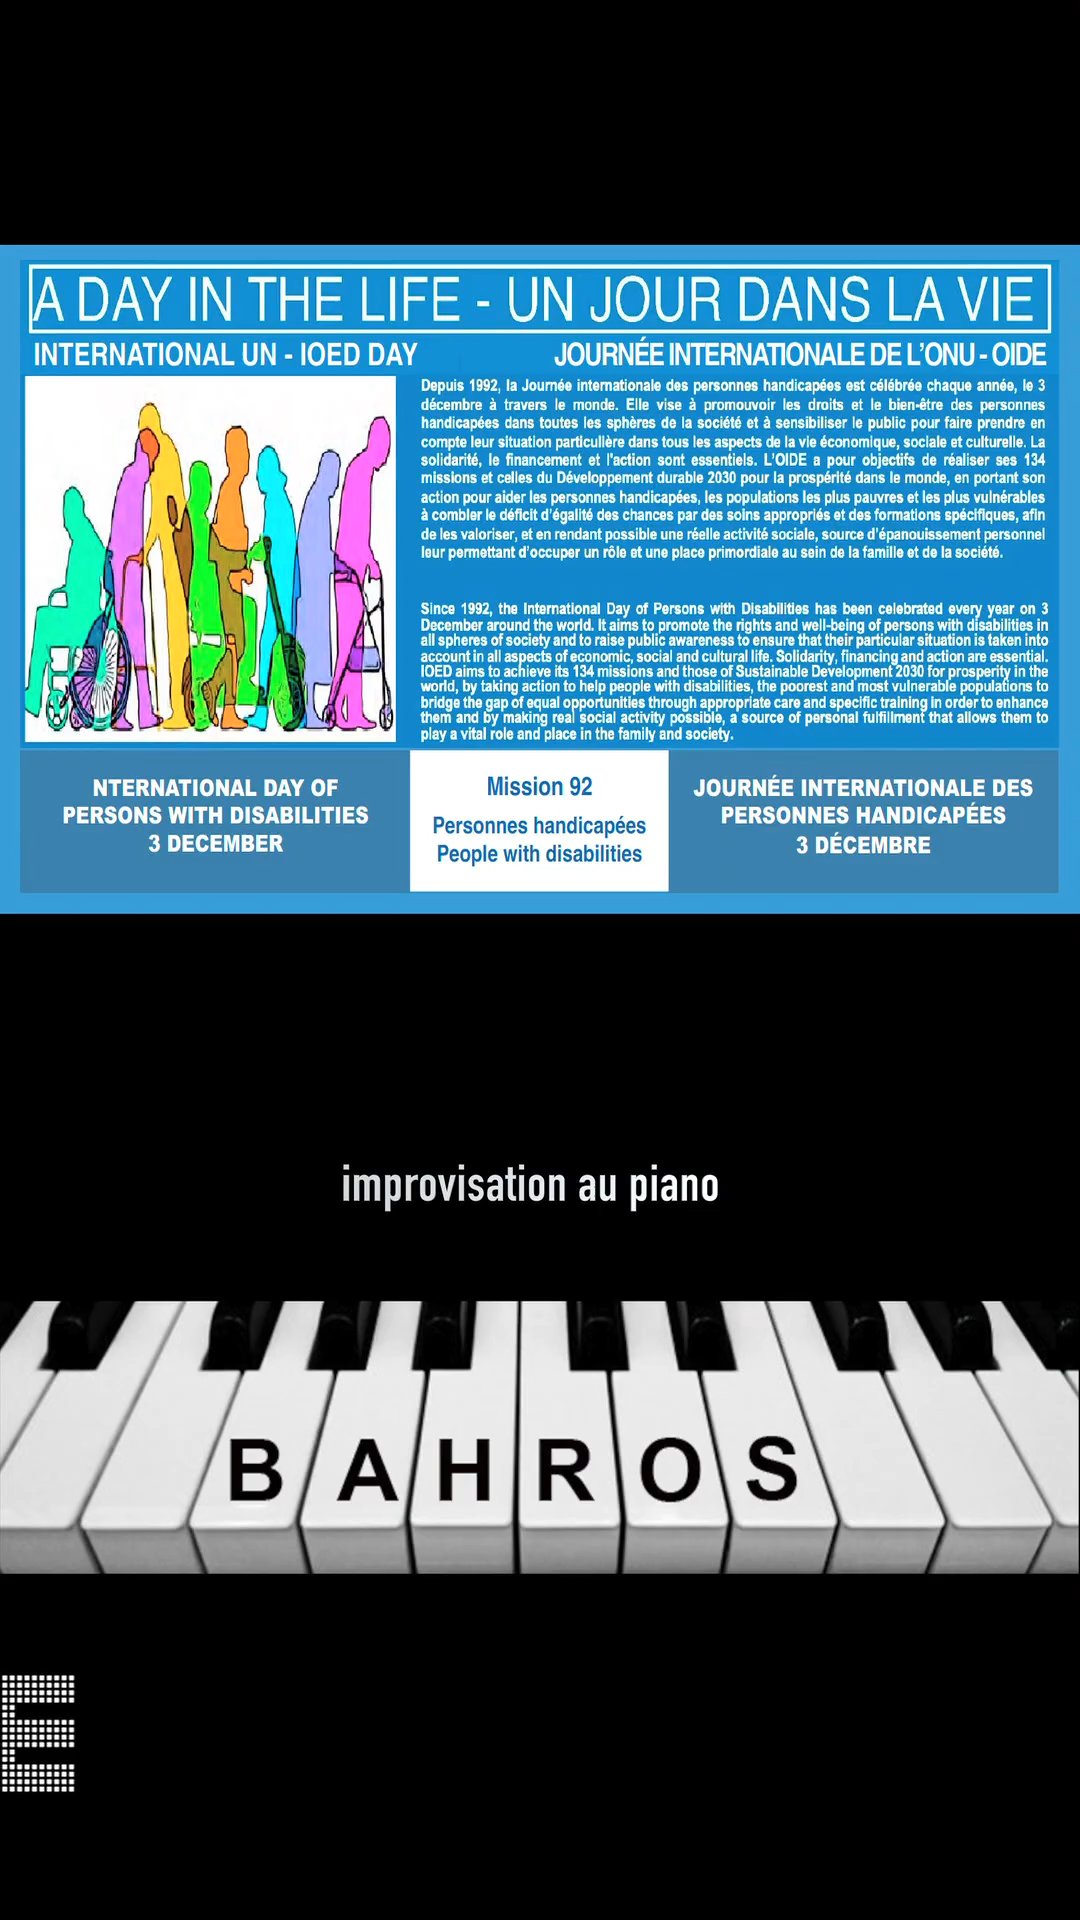 A DAY IN THE LIFE - UN JOUR DANS LA VIE
INTERNATIONAL UN - IOED DAY
JOURNÉE INTERNATIONALE DE L'ONU - OIDE
Depuis 1992, la Journée internationale des personnes handicapées est célébrée chaque année, le 3
décembre à travers le monde. Elle vise à promouvoir les droits et le bien-être des personnes
handicapées dans toutes les sphères de la société et à sensibiliser le public pour faire prendre en
compte leur situation particulière dans tous les aspects de la vie économique, sociale et culturelle. La
solidarité, le financement et l'action sont essentiels. L'OIDE a pour objectifs de réaliser ses 134
missions et celles du Développement durable 2030 pour la prospérité dans le monde, en portant son
action pour aider les personnes handicapées, les populations les plus pauvres et les plus vulnérables
à combler le déficit d'égalité des chances par des soins appropriés et des formations spécifiques, afin
de les valoriser, et en rendant possible une réelle activité sociale, source d'épanouissement personnel
leur permettant d'occuper un rôle et une place primordiale au sein de la famille et de la société.
Since 1992, the International Day of Persons with Disabilities has been celebrated every year on 3
December around the world. It aims to promote the rights and well-being of persons with disabilities in
all spheres of society and to raise public awareness to ensure that their particular situation is taken into
account in all aspects of economic, social and cultural life. Solidarity, financing and action are essential.
IOED aims to achieve its 134 missions and those of Sustainable Development 2030 for prosperity in the
world, by taking action to help people with disabilities, the poorest and most vulnerable populations to
bridge the gap of equal opportunities through appropriate care and specific training in order to enhance
them and by making real social activity possible, a source of personal fulfillment that allows them to
play a vital role and place in the family and society.
NTERNATIONAL DAY OF
PERSONS WITH DISABILITIES
3 DECEMBER
Mission 92
Personnes handicapées
People with disabilities
JOURNÉE INTERNATIONALE DES
PERSONNES HANDICAPÉES
3 DÉCEMBRE
improvisation au piano
BAHROS
E